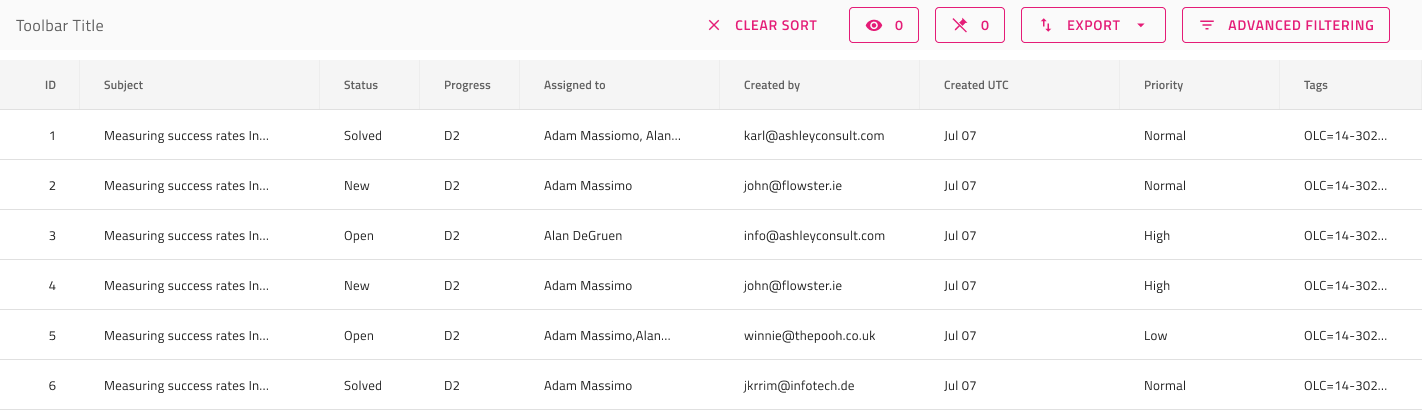 Toolbar Title CLEAR SORT 0 0 EXPORT ADVANCED FILTERING
ID Subject Status Progress Assigned to Created by Created UTC Priority Tags
1 Measuring success rates In... Solved D2 Adam Massiomo, Alan... karl@ashleyconsult.com Jul 07 Normal OLC=14-302...
2 Measuring success rates In... New D2 Adam Massimo john@flowster.ie Jul 07 Normal OLC=14-302...
3 Measuring success rates In... Open D2 Alan DeGruen info@ashleyconsult.com Jul 07 High OLC=14-302...
4 Measuring success rates In... New D2 Adam Massimo john@flowster.ie Jul 07 High OLC=14-302...
5 Measuring success rates In... Open D2 Adam Massimo,Alan... winnie@thepooh.co.uk Jul 07 Low OLC=14-302...
6 Measuring success rates In... Solved D2 Adam Massimo jkrrim@infotech.de Jul 07 Normal OLC=14-302...